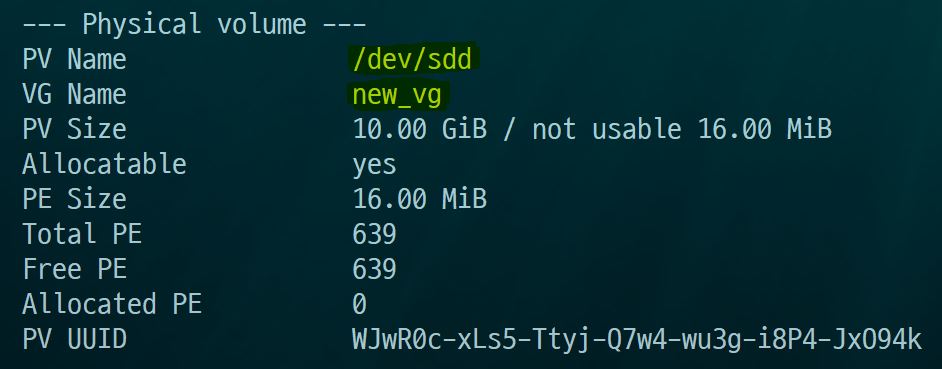 --- Physical volume ---
PV Name /dev/sdd
VG Name new_vg
PV Size 10.00 GiB / not usable 16.00 MiB
Allocatable yes
PE Size 16.00 MiB
Total PE 639
Free PE 639
Allocated PE 0
PV UUID WJwR0c-xLs5-Ttyj-Q7w4-wu3g-i8P4-JxO94k